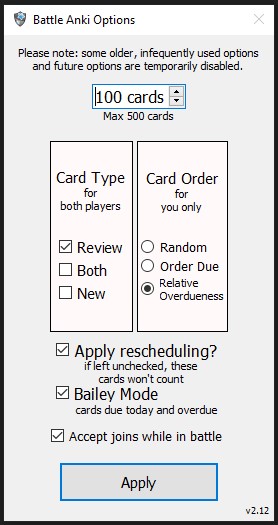 Battle Anki Options
Please note: some older, infequently used options
and future options are temporarily disabled.
100 cards
Max 500 cards
Card Type
for
both players
Review
Both
New
Card Order
for
you only
Random
Order Due
Relative
Overdueness
Apply rescheduling?
if left unchecked, these
cards won't count
Bailey Mode
cards due today and overdue
Accept joins while in battle
Apply
v2.12